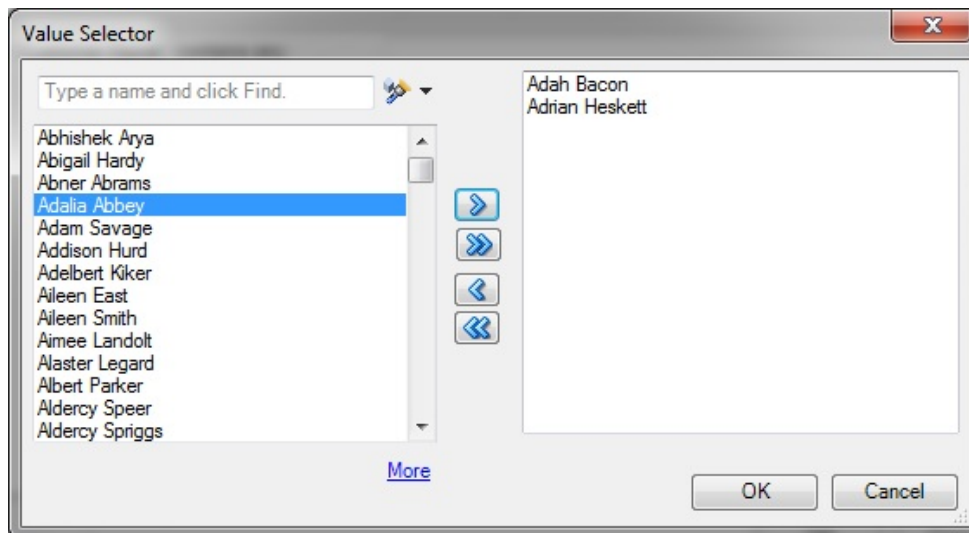 Value Selector
Type a name and click Find.
Abhishek Arya
Abigail Hardy
Abner Abrams
Adalia Abbey
Adam Savage
Addison Hurd
Adelbert Kiker
Aileen East
Aileen Smith
Aimee Landolt
Alaster Legard
Albert Parker
Aldercy Speer
Aldercy Spriggs
More
Adah Bacon
Adrian Heskett
OK
Cancel